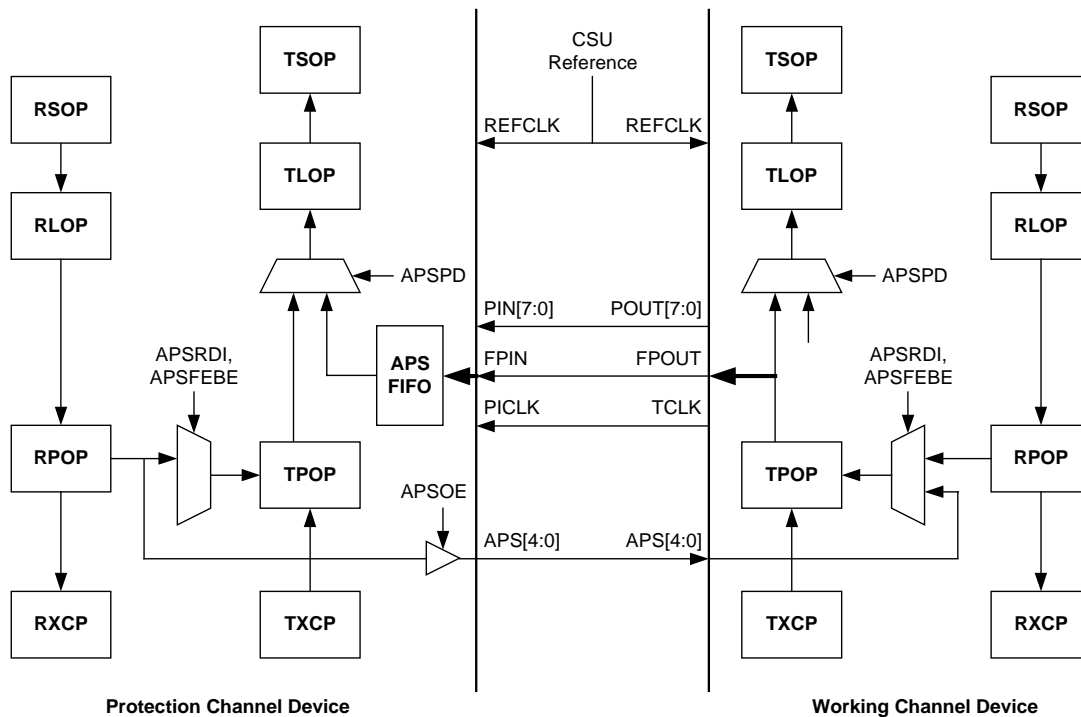 TSOP
CSU
Reference
TSOP
RSOP
RSOP
REFCLK
REFCLK
TLOP
TLOP
RLOP
RLOP
APSPD
APSPD
PIN[7:0]
POUT[7:0]
APSRDI,
APSFEBE
APS
FIFO
FPIN
FPOUT
APSRDI,
APSFEBE
PICLK
TCLK
RPOP
TPOP
TPOP
RPOP
APSOE
APS[4:0]
APS[4:0]
RXCP
TXCP
TXCP
RXCP
Protection Channel Device
Working Channel Device